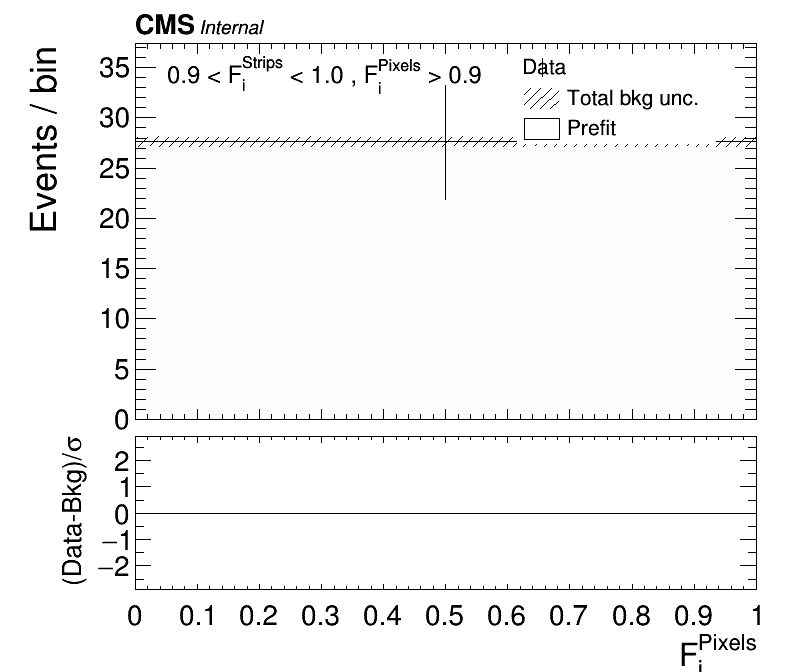 CMS Internal
Events / bin
0.9 < F_i^Strips < 1.0 , F_i^Pixels > 0.9
Data
Total bkg unc.
Prefit
35
30
25
20
15
10
5
0
(Data-Bkg)/σ
2
1
0
−1
−2
0 0.1 0.2 0.3 0.4 0.5 0.6 0.7 0.8 0.9 1
F_i^Pixels